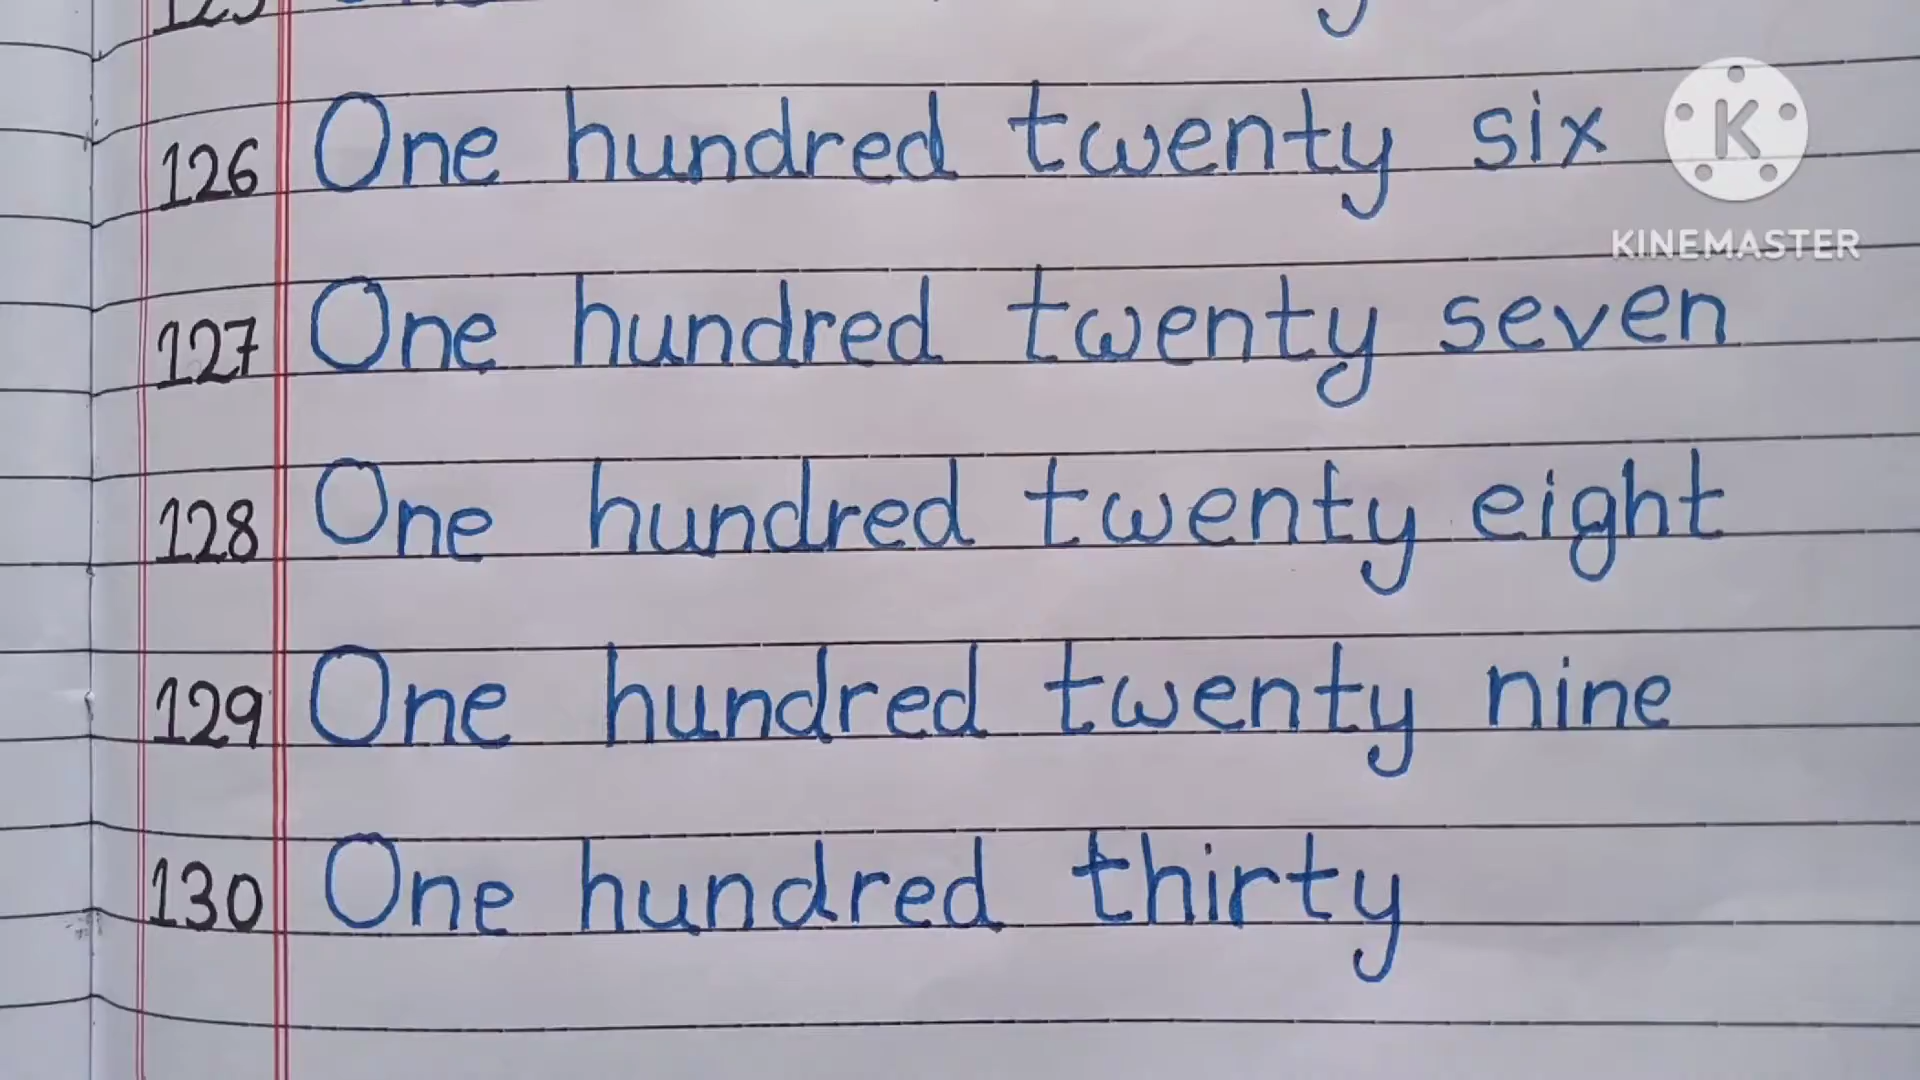 125
126 One hundred twenty six
KINEMASTER
127 One hundred twenty seven
128 One hundred twenty eight
129 One hundred twenty nine
130 One hundred thirty